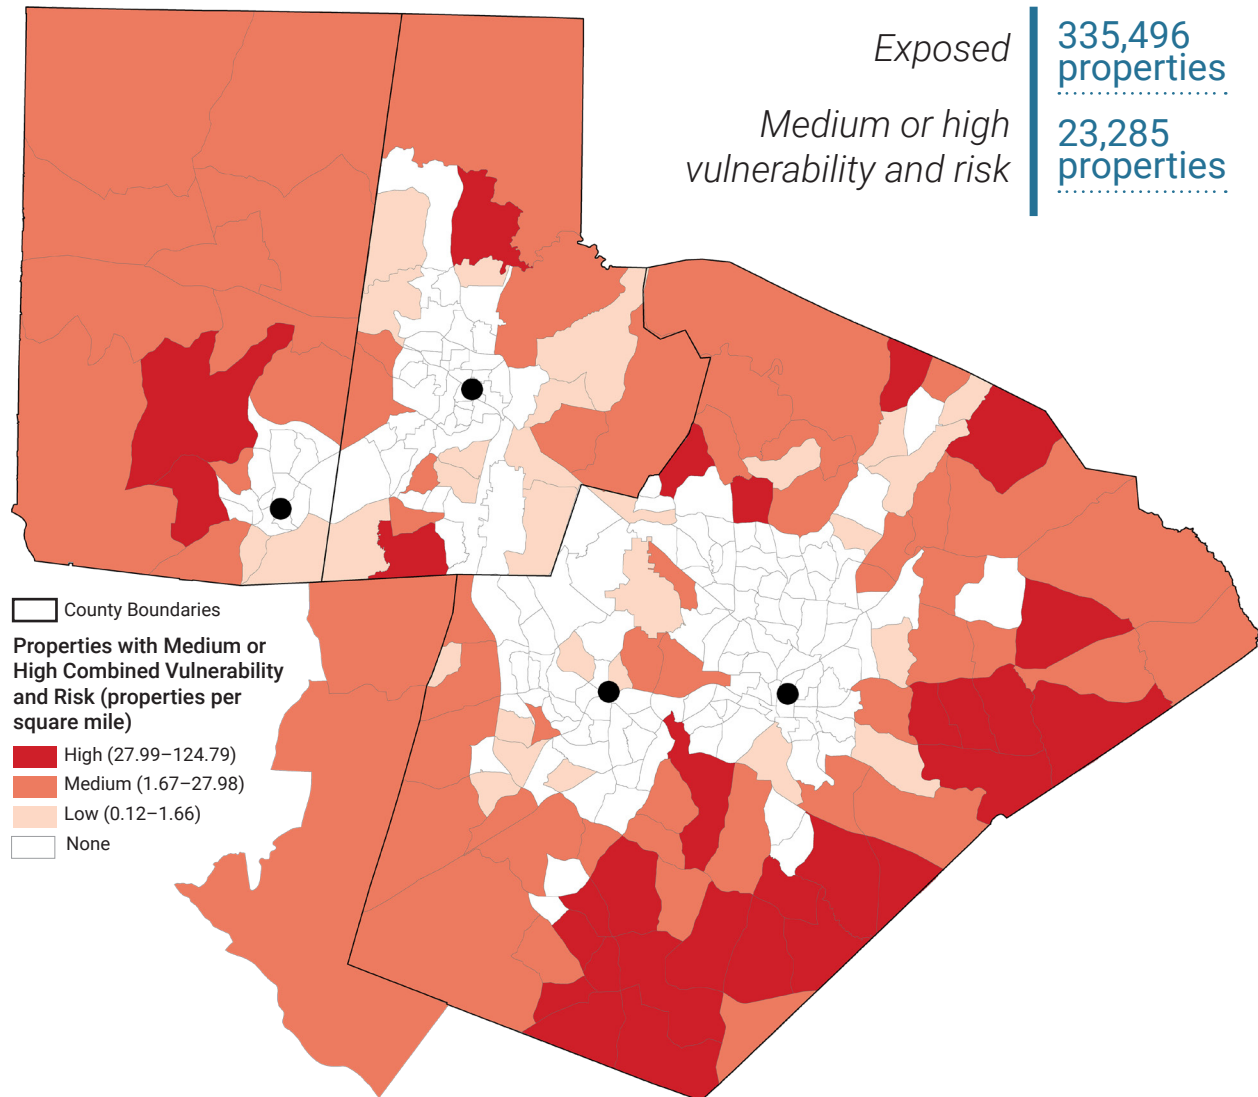 Exposed
335,496
properties
Medium or high
vulnerability and risk
23,285
properties
County Boundaries
Properties with Medium or
High Combined Vulnerability
and Risk (properties per
square mile)
High (27.99–124.79)
Medium (1.67–27.98)
Low (0.12–1.66)
None